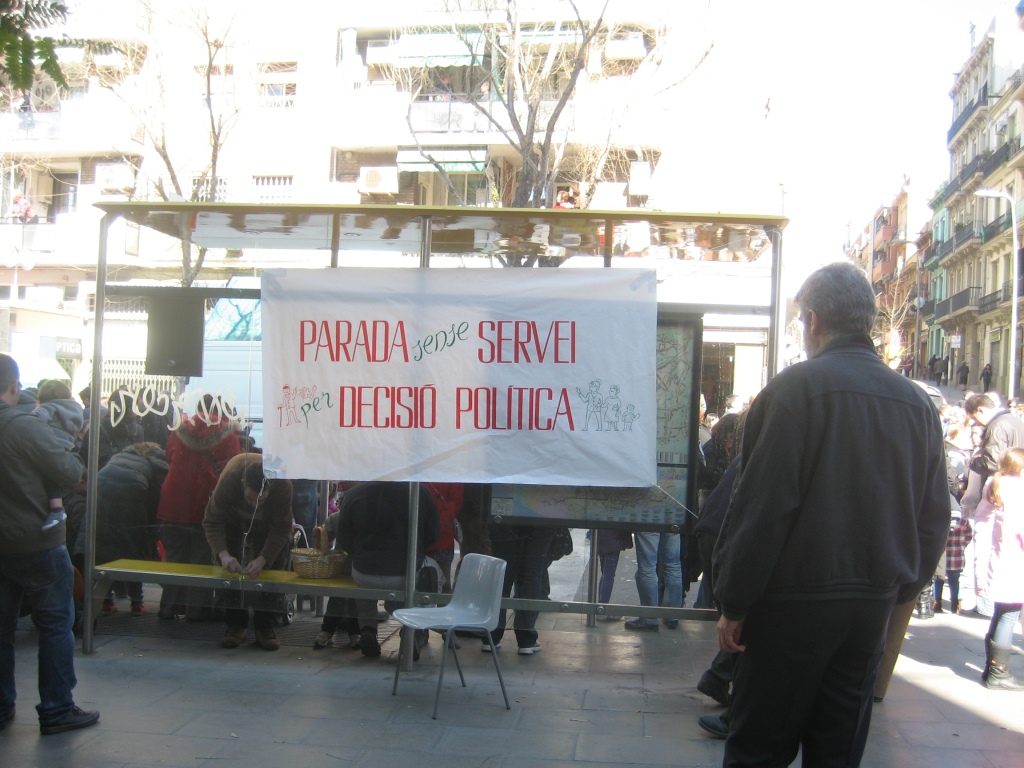 PARADA sense SERVEI
per DECISIÓ POLÍTICA